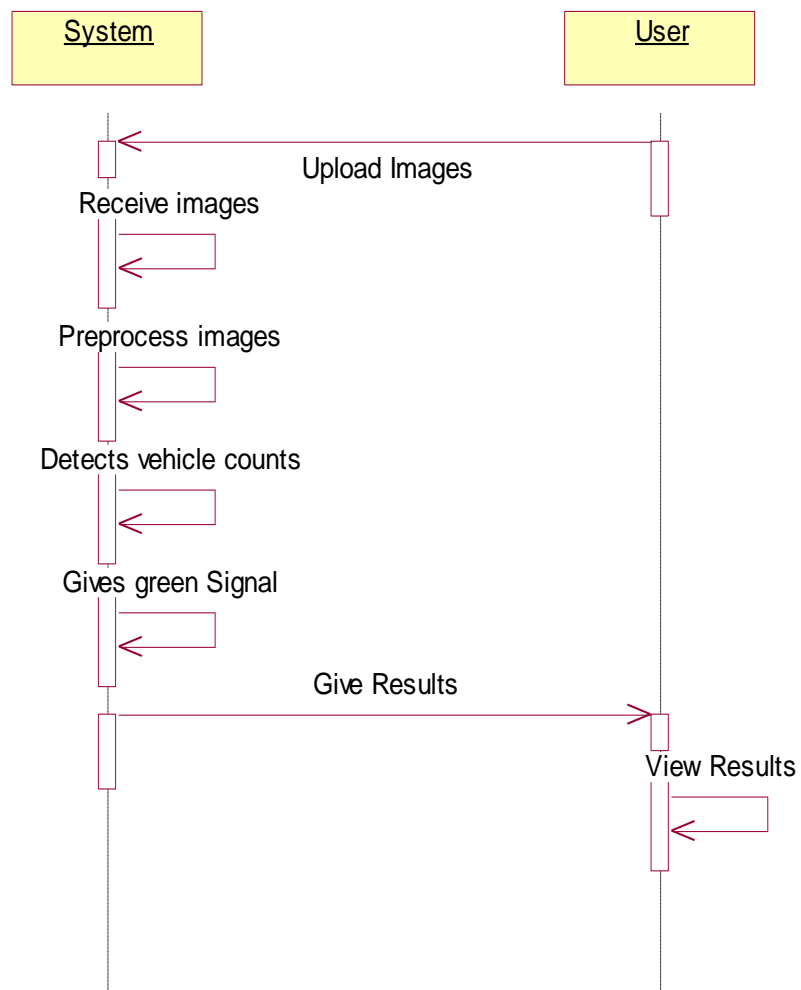 System
User
Upload Images
Receive images
Preprocess images
Detects vehicle counts
Gives green Signal
Give Results
View Results